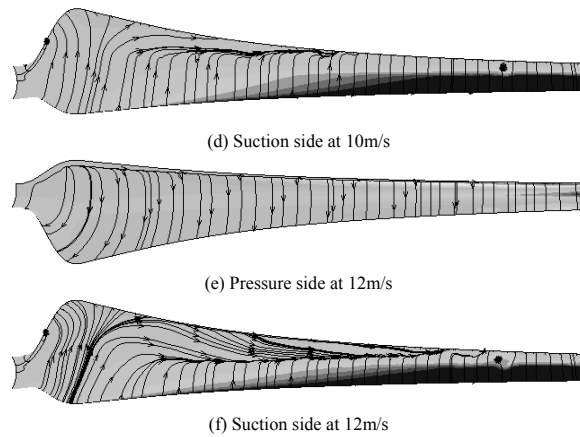 (d) Suction side at 10m/s
(e) Pressure side at 12m/s
(f) Suction side at 12m/s